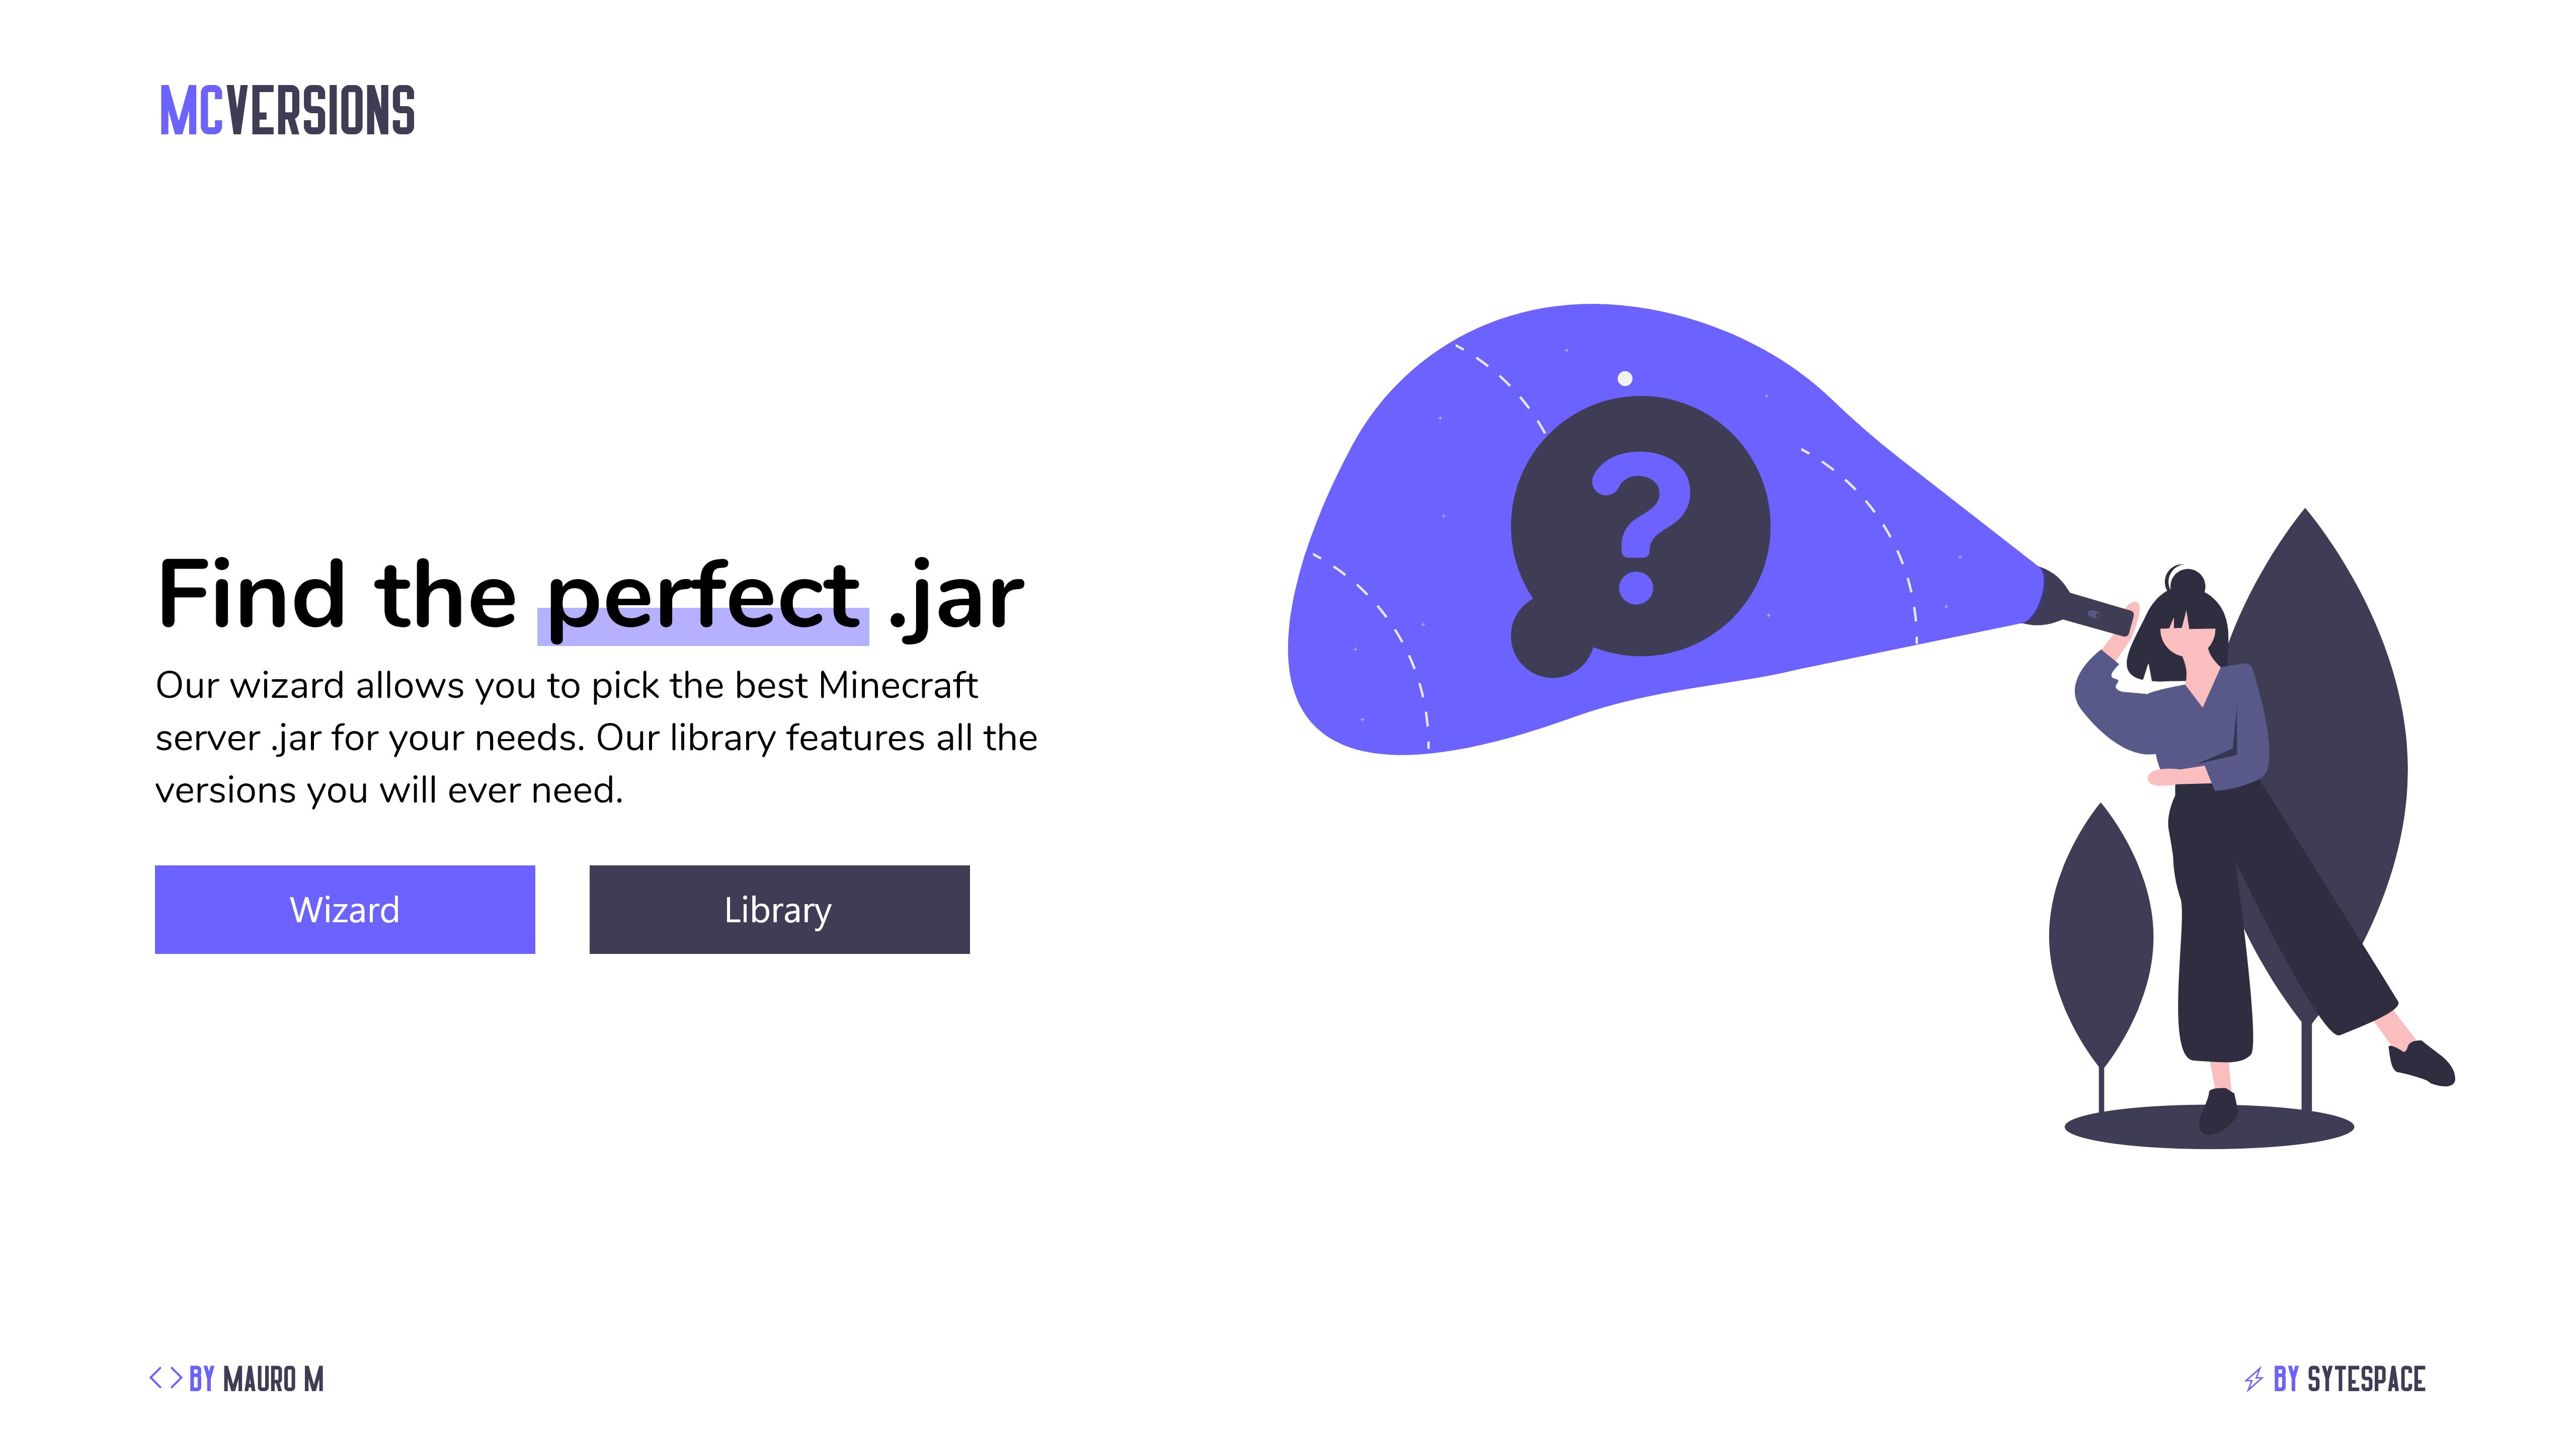 MCVERSIONS
Find the perfect .jar
Our wizard allows you to pick the best Minecraft
server .jar for your needs. Our library features all the
versions you will ever need.
Wizard
Library
?
<> BY MAURO M
BY SYTESPACE